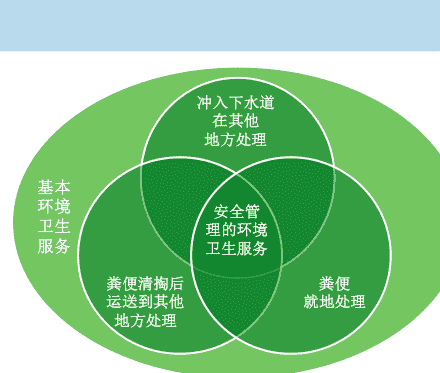 冲入下水道
在其他
地方处理
基本
环境
卫生
服务
安全管
理的环境
卫生服务
粪便清掏后
运送到其他
地方处理
粪便
就地处理